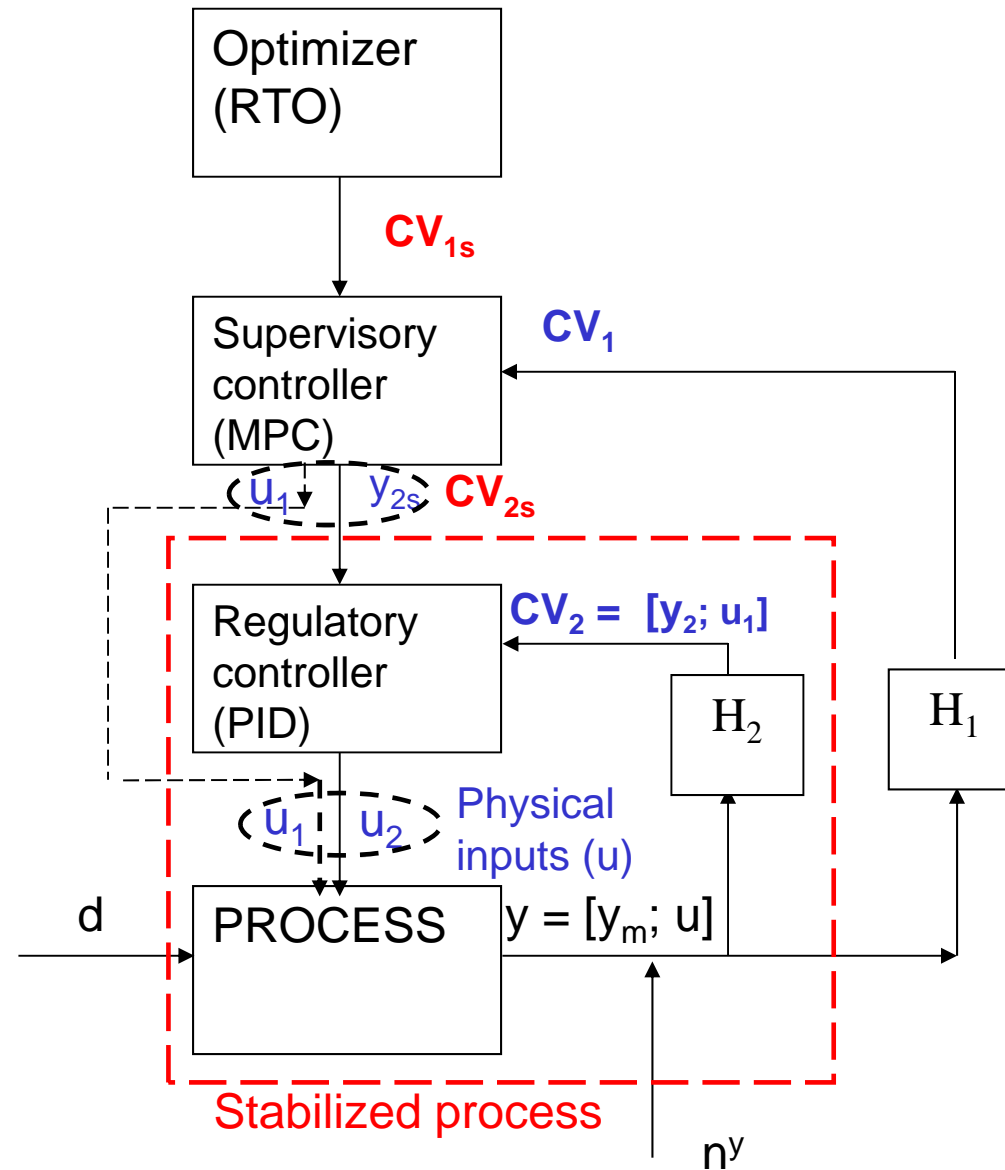 Optimizer
(RTO)
CV₁ₛ
Supervisory
controller
(MPC)
CV₁
u₁ y₂ₛ CV₂ₛ
Regulatory
controller
(PID)
CV₂ = [y₂; u₁]
H₂
H₁
u₁ u₂
Physical
inputs (u)
d
PROCESS
y = [yₘ; u]
Stabilized process
nʸ